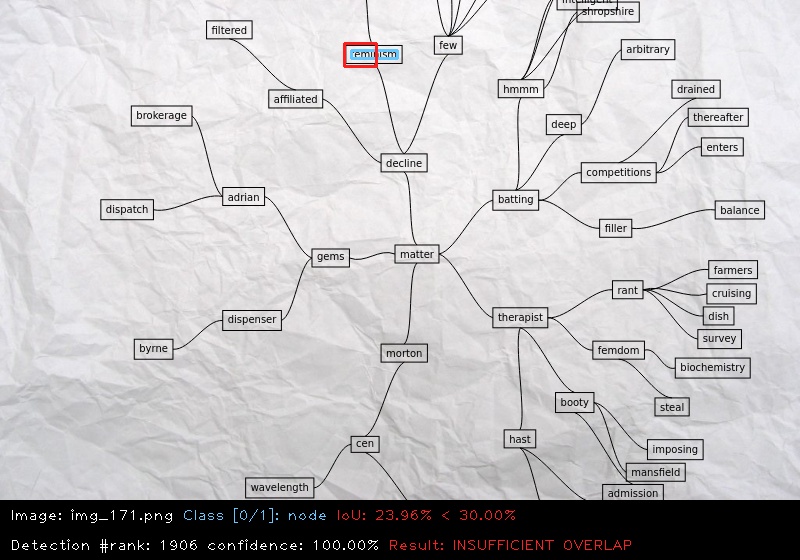 intelligent
shropshire
filtered
few
arbitrary
hmmm
drained
affiliated
brokerage
thereafter
deep
enters
decline
competitions
adrian
batting
dispatch
balance
filler
matter
gems
farmers
rant
cruising
dish
therapist
dispenser
survey
byrne
femdom
morton
biochemistry
booty
steal
hast
cen
imposing
mansfield
wavelength
admission
Image: img_171.png Class [0/1]: node IoU: 23.96% < 30.00%
Detection #rank: 1906 confidence: 100.00% Result: INSUFFICIENT OVERLAP